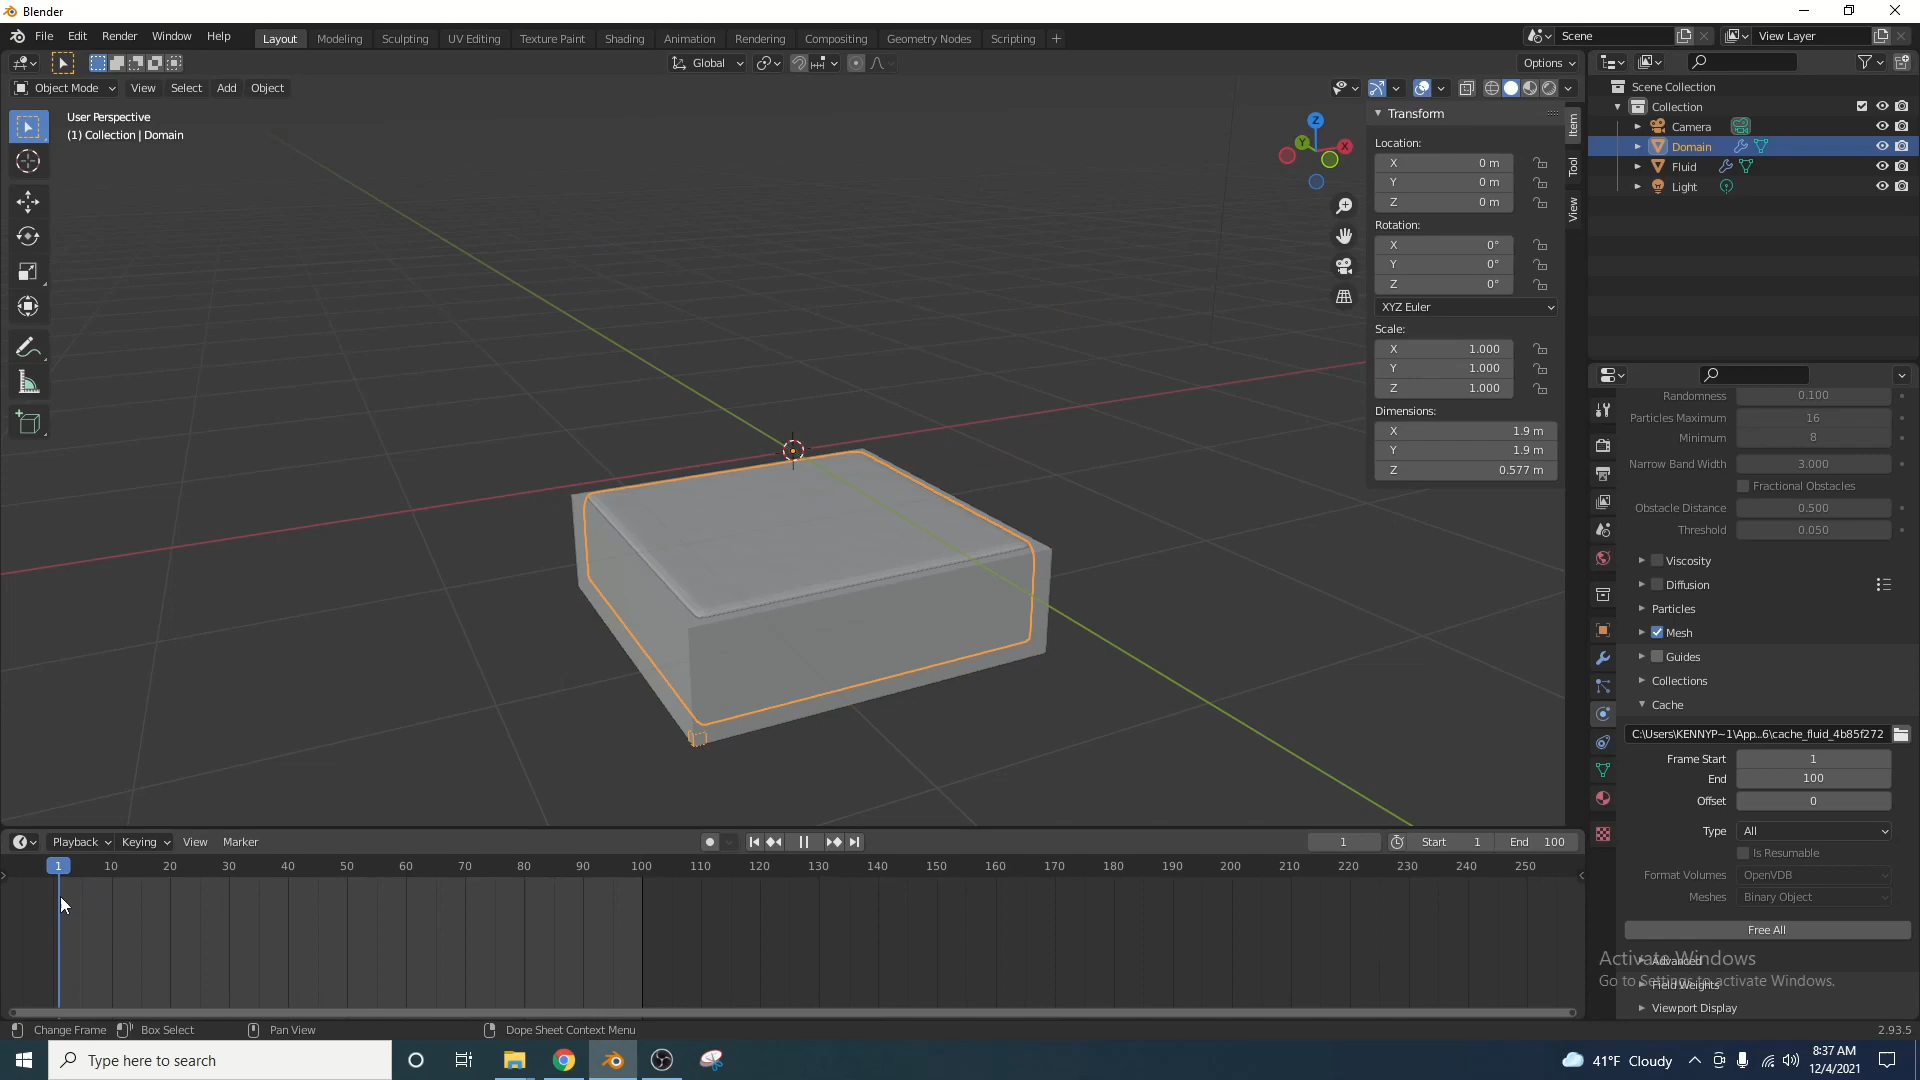 Blender
File Edit Render Window Help
Layout Modeling Sculpting UV Editing Texture Paint Shading Animation Rendering Compositing Geometry Nodes Scripting +
Scene
View Layer
Global
Options
Object Mode View Select Add Object
User Perspective
(1) Collection | Domain
Z
Y
X
Transform
Location:
X 0 m
Y 0 m
Z 0 m
Rotation:
X 0°
Y 0°
Z 0°
XYZ Euler
Scale:
X 1.000
Y 1.000
Z 1.000
Dimensions:
X 1.9 m
Y 1.9 m
Z 0.577 m
Item
Tool
View
Scene Collection
Collection
Camera
Domain
Fluid
Light
Randomness 0.100
Particles Maximum 16
Minimum 8
Narrow Band Width 3.000
Fractional Obstacles
Obstacle Distance 0.500
Threshold 0.050
Viscosity
Diffusion
Particles
Mesh
Guides
Collections
Cache
C:\Users\KENNYP~1\App...6\cache_fluid_4b85f272
Frame Start 1
End 100
Offset 0
Type All
Is Resumable
Format Volumes OpenVDB
Meshes Binary Object
Free All
Advanced
Field Weights
Viewport Display
Activate Windows
Go to Settings to activate Windows.
Playback Keying View Marker
1 Start 1 End 100
1 10 20 30 40 50 60 70 80 90 100 110 120 130 140 150 160 170 180 190 200 210 220 230 240 250
Change Frame Box Select Pan View Dope Sheet Context Menu
2.93.5
Type here to search
41°F Cloudy
8:37 AM
12/4/2021